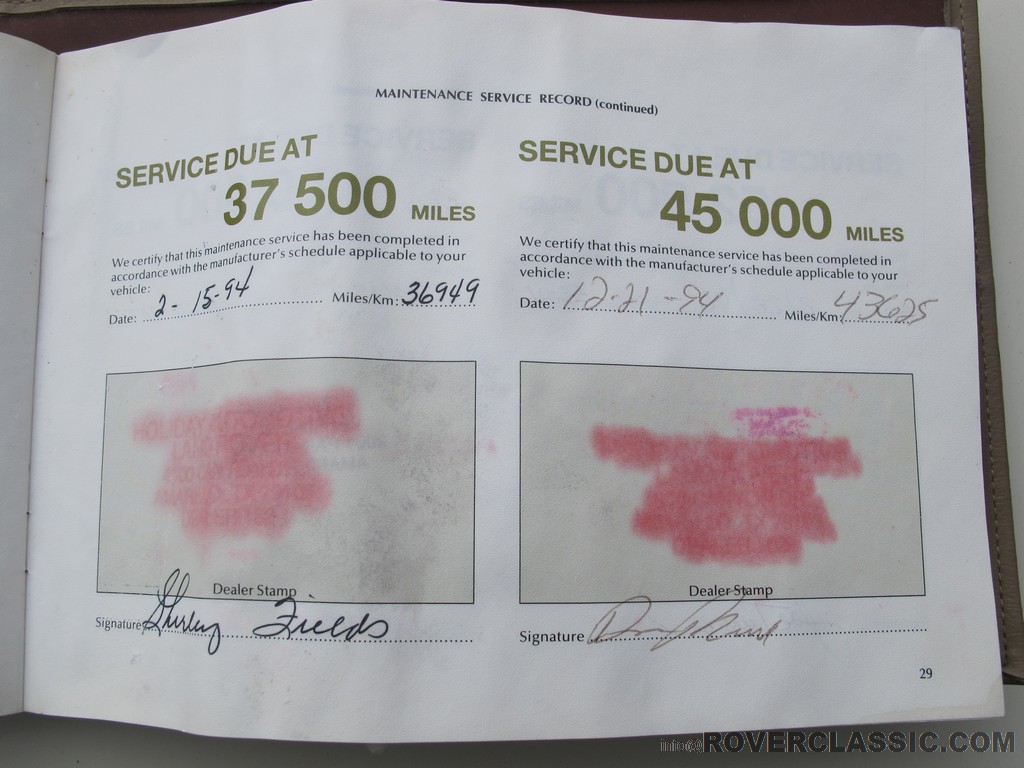 MAINTENANCE SERVICE RECORD (continued)
SERVICE DUE AT
37 500 MILES
We certify that this maintenance service has been completed in
accordance with the manufacturer's schedule applicable to your
vehicle:
Date: 2-15-94 Miles/Km: 36949
Dealer Stamp
Signature Shirley Fields
SERVICE DUE AT
45 000 MILES
We certify that this maintenance service has been completed in
accordance with the manufacturer's schedule applicable to your
vehicle:
Date: 12-21-94 Miles/Km: 43625
Dealer Stamp
Signature
29
info@ROVERCLASSIC.COM